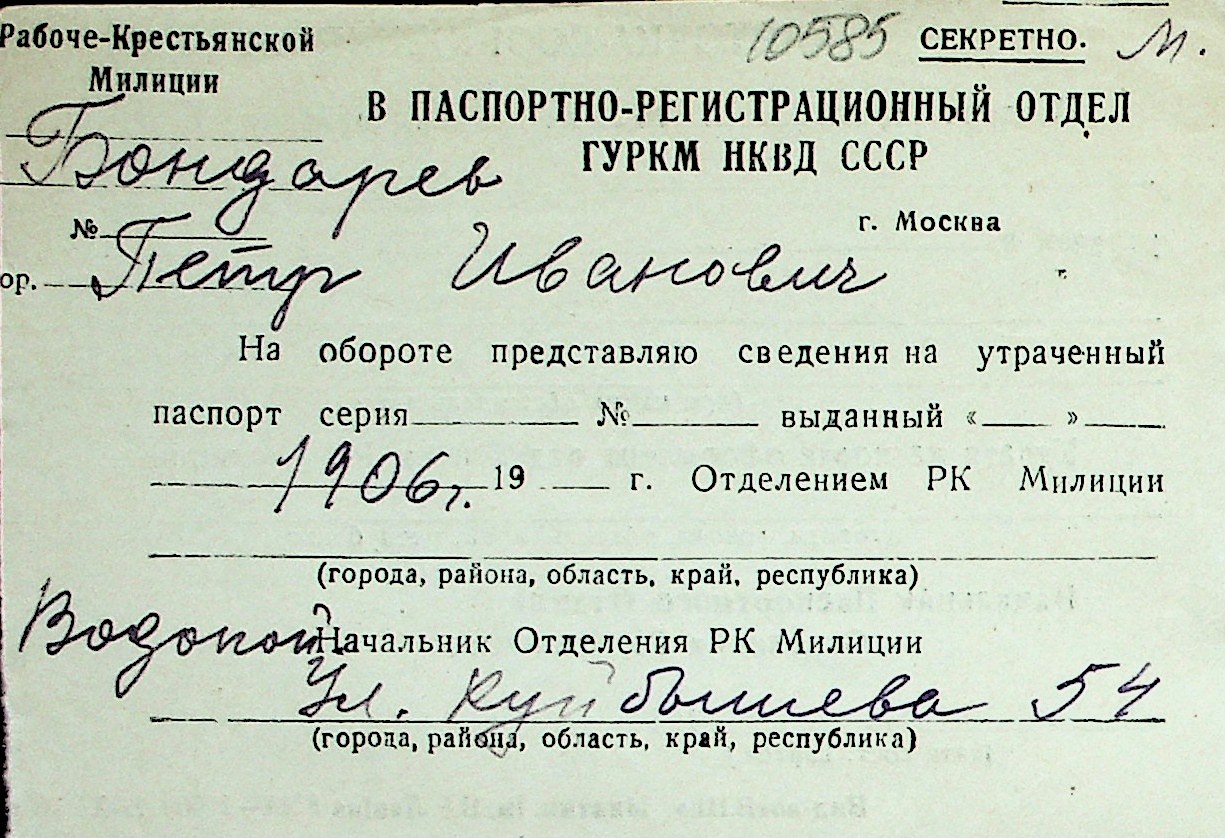 Рабоче-Крестьянской
Милиции
10585 СЕКРЕТНО. М.
В ПАСПОРТНО-РЕГИСТРАЦИОННЫЙ ОТДЕЛ
ГУРКМ НКВД СССР
Бондарев
№ г. Москва
ор. Петр Иванович
На обороте представляю сведения на утраченный
паспорт серия № выданный « »
1906 г. 19 г. Отделением РК Милиции
(города, района, область, край, республика)
Водопой Начальник Отделения РК Милиции
Ул. Куйбышева 54
(города, района, область, край, республика)